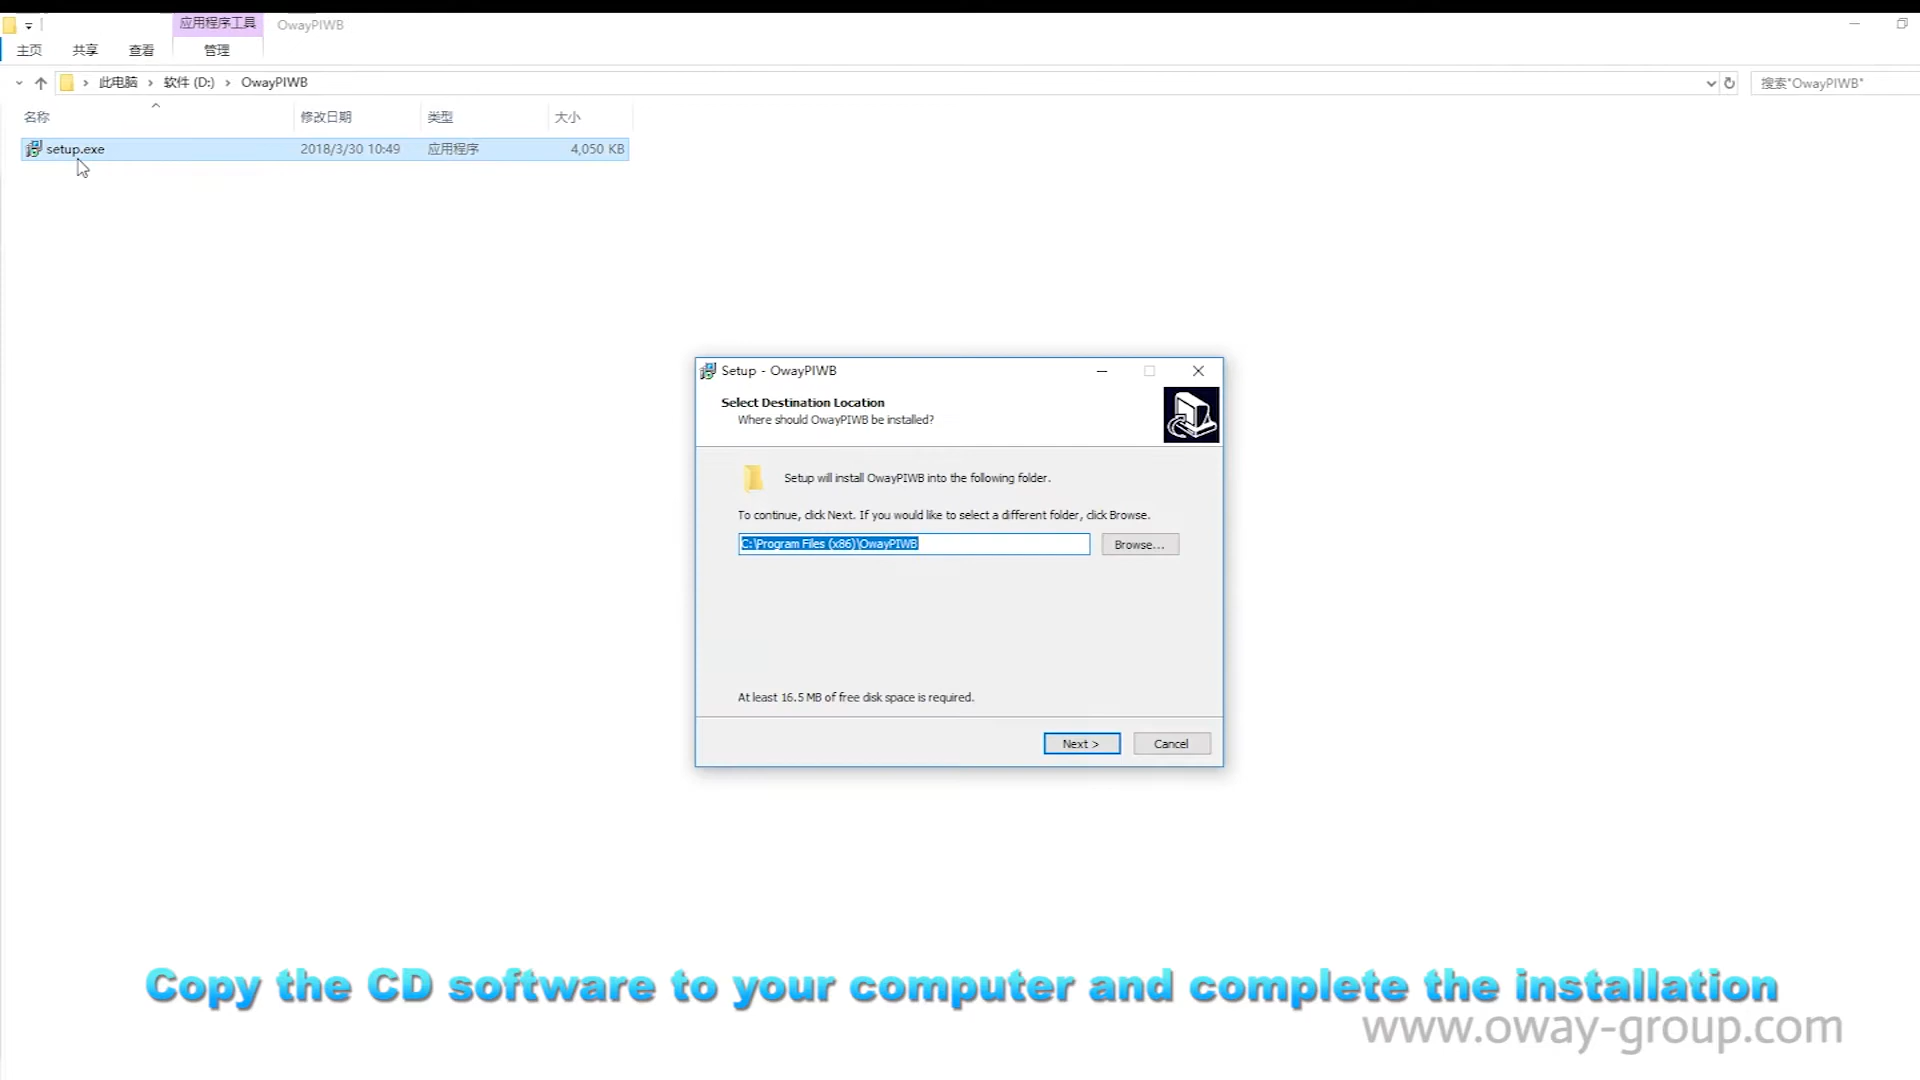 应用程序工具 OwayPIWB
主页 共享 查看 管理
此电脑 › 软件 (D:) › OwayPIWB 搜索"OwayPIWB"
名称 修改日期 类型 大小
setup.exe 2018/3/30 10:49 应用程序 4,050 KB
Setup - OwayPIWB
Select Destination Location
Where should OwayPIWB be installed?
Setup will install OwayPIWB into the following folder.
To continue, click Next. If you would like to select a different folder, click Browse.
C:\Program Files (x86)\OwayPIWB Browse...
At least 16.5 MB of free disk space is required.
Next > Cancel
Copy the CD software to your computer and complete the installation
www.oway-group.com